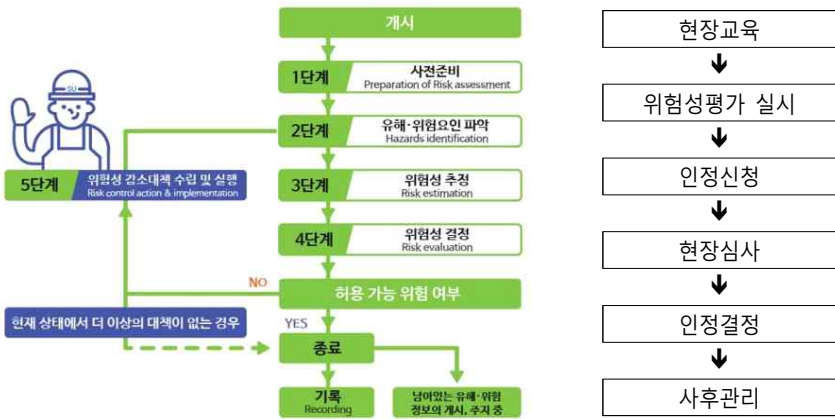 개시
1단계
사전준비
Preparation of Risk assessment
2단계
유해·위험요인 파악
Hazards identification
SU
5단계
위험성 감소대책 수립 및 실행
Risk control action & implementation
3단계
위험성 추정
Risk estimation
4단계
위험성 결정
Risk evaluation
NO
허용 가능 위험 여부
현재 상태에서 더 이상의 대책이 없는 경우
YES
종료
기록
Recording
남아있는 유해·위험
정보의 게시, 주지 중
현장교육
위험성평가 실시
인정신청
현장심사
인정결정
사후관리